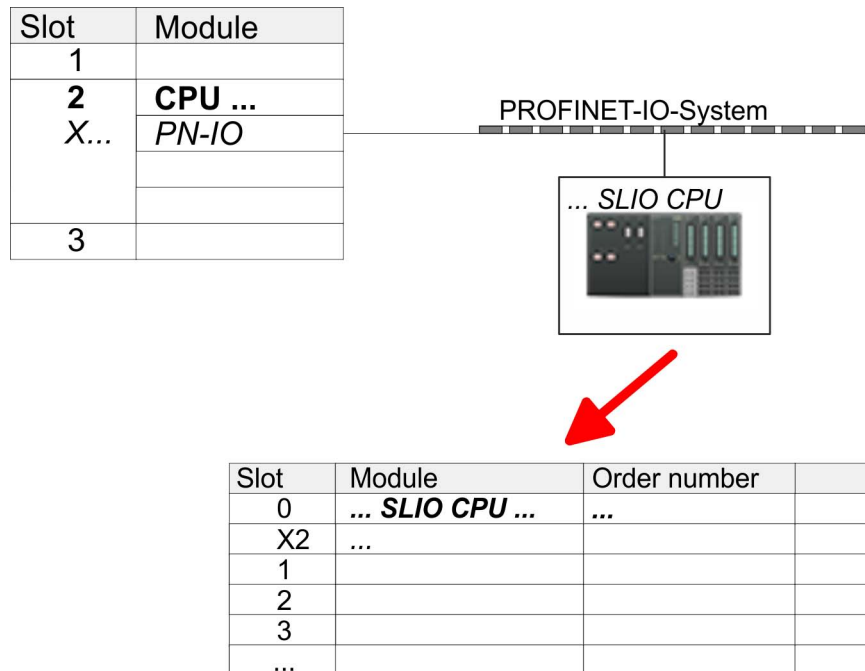 Slot Module
1
2 CPU ...
X... PN-IO
3
PROFINET-IO-System
... SLIO CPU
Slot Module Order number
0 ... SLIO CPU ... ...
X2 ...
1
2
3
...